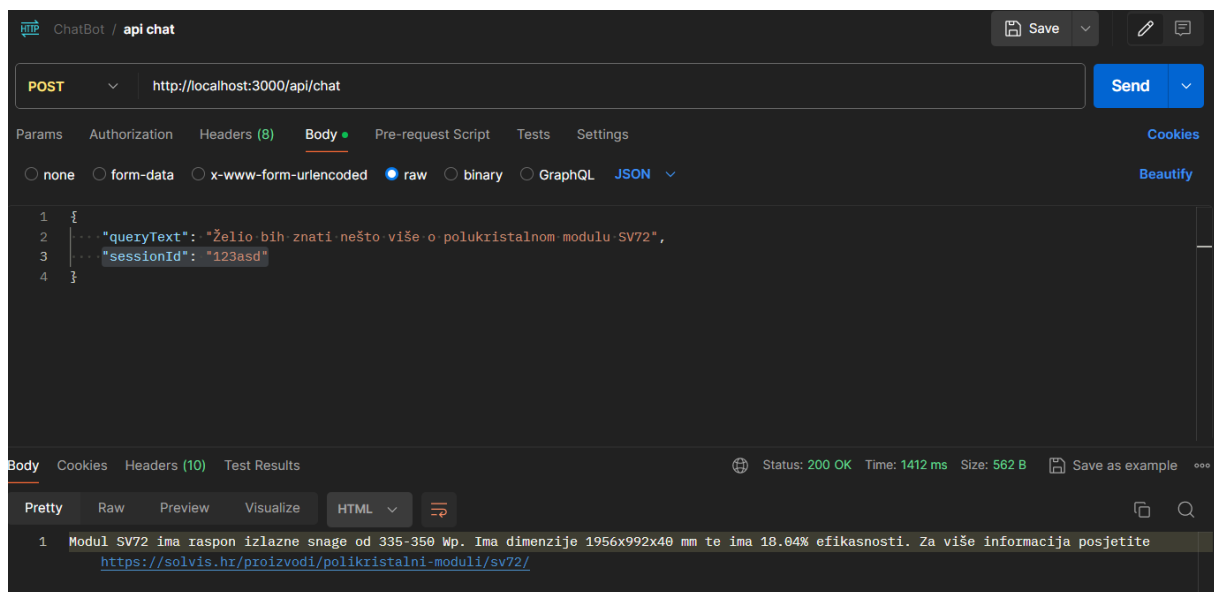 HTTP ChatBot / api chat Save
POST http://localhost:3000/api/chat Send
Params Authorization Headers (8) Body Pre-request Script Tests Settings Cookies
none form-data x-www-form-urlencoded raw binary GraphQL JSON Beautify
1 {
2 "queryText": "Želio bih znati nešto više o polukristalnom modulu SV72",
3 "sessionId": "123asd"
4 }
Body Cookies Headers (10) Test Results Status: 200 OK Time: 1412 ms Size: 562 B Save as example
Pretty Raw Preview Visualize HTML
1 Modul SV72 ima raspon izlazne snage od 335-350 Wp. Ima dimenzije 1956x992x40 mm te ima 18.04% efikasnosti. Za više informacija posjetite
https://solvis.hr/proizvodi/polikristalni-moduli/sv72/